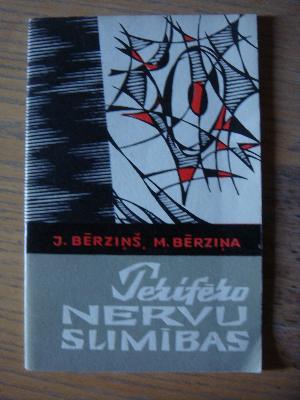 J. BĒRZIŅŠ, M. BĒRZIŅA
Perifēro
NERVU
SLIMĪBAS